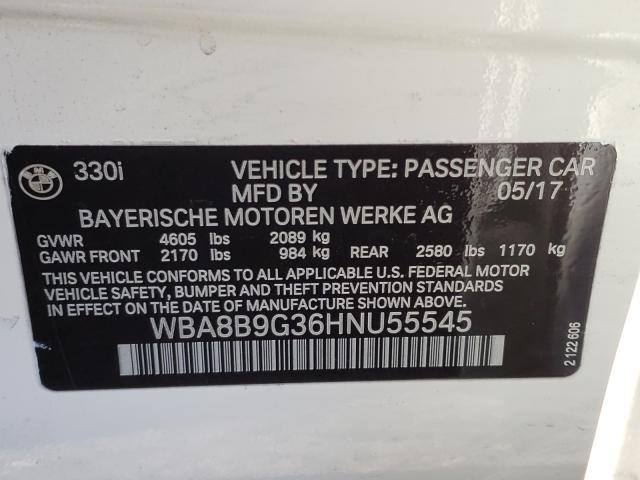 330i VEHICLE TYPE: PASSENGER CAR
MFD BY 05/17
BAYERISCHE MOTOREN WERKE AG
GVWR 4605 lbs 2089 kg
GAWR FRONT 2170 lbs 984 kg REAR 2580 lbs 1170 kg
THIS VEHICLE CONFORMS TO ALL APPLICABLE U.S. FEDERAL MOTOR
VEHICLE SAFETY, BUMPER AND THEFT PREVENTION STANDARDS
IN EFFECT ON THE DATE OF MANUFACTURE SHOWN ABOVE.
WBA8B9G36HNU55545
2 122 606